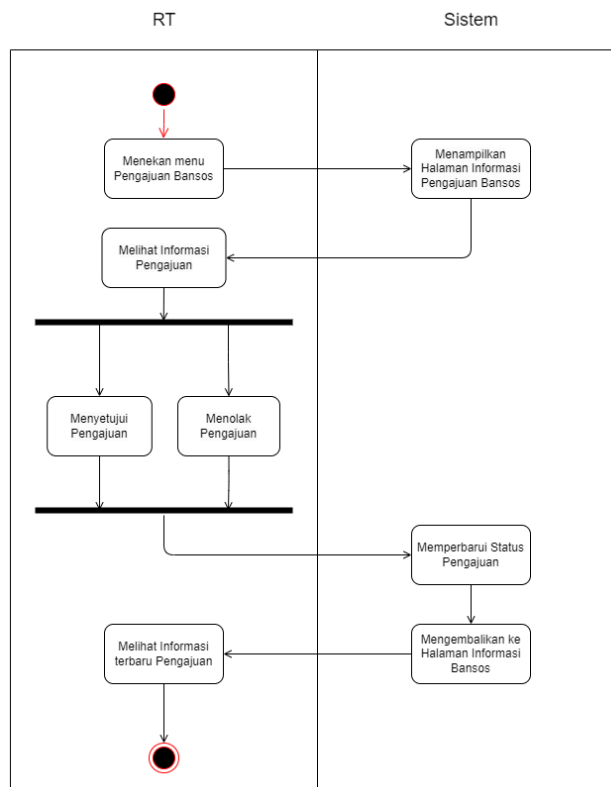 RT
Sistem
Menekan menu
Pengajuan Bansos
Menampilkan
Halaman Informasi
Pengajuan Bansos
Melihat Informasi
Pengajuan
Menyetujui
Pengajuan
Menolak
Pengajuan
Memperbarui Status
Pengajuan
Mengembalikan ke
Halaman Informasi
Bansos
Melihat Informasi
terbaru Pengajuan